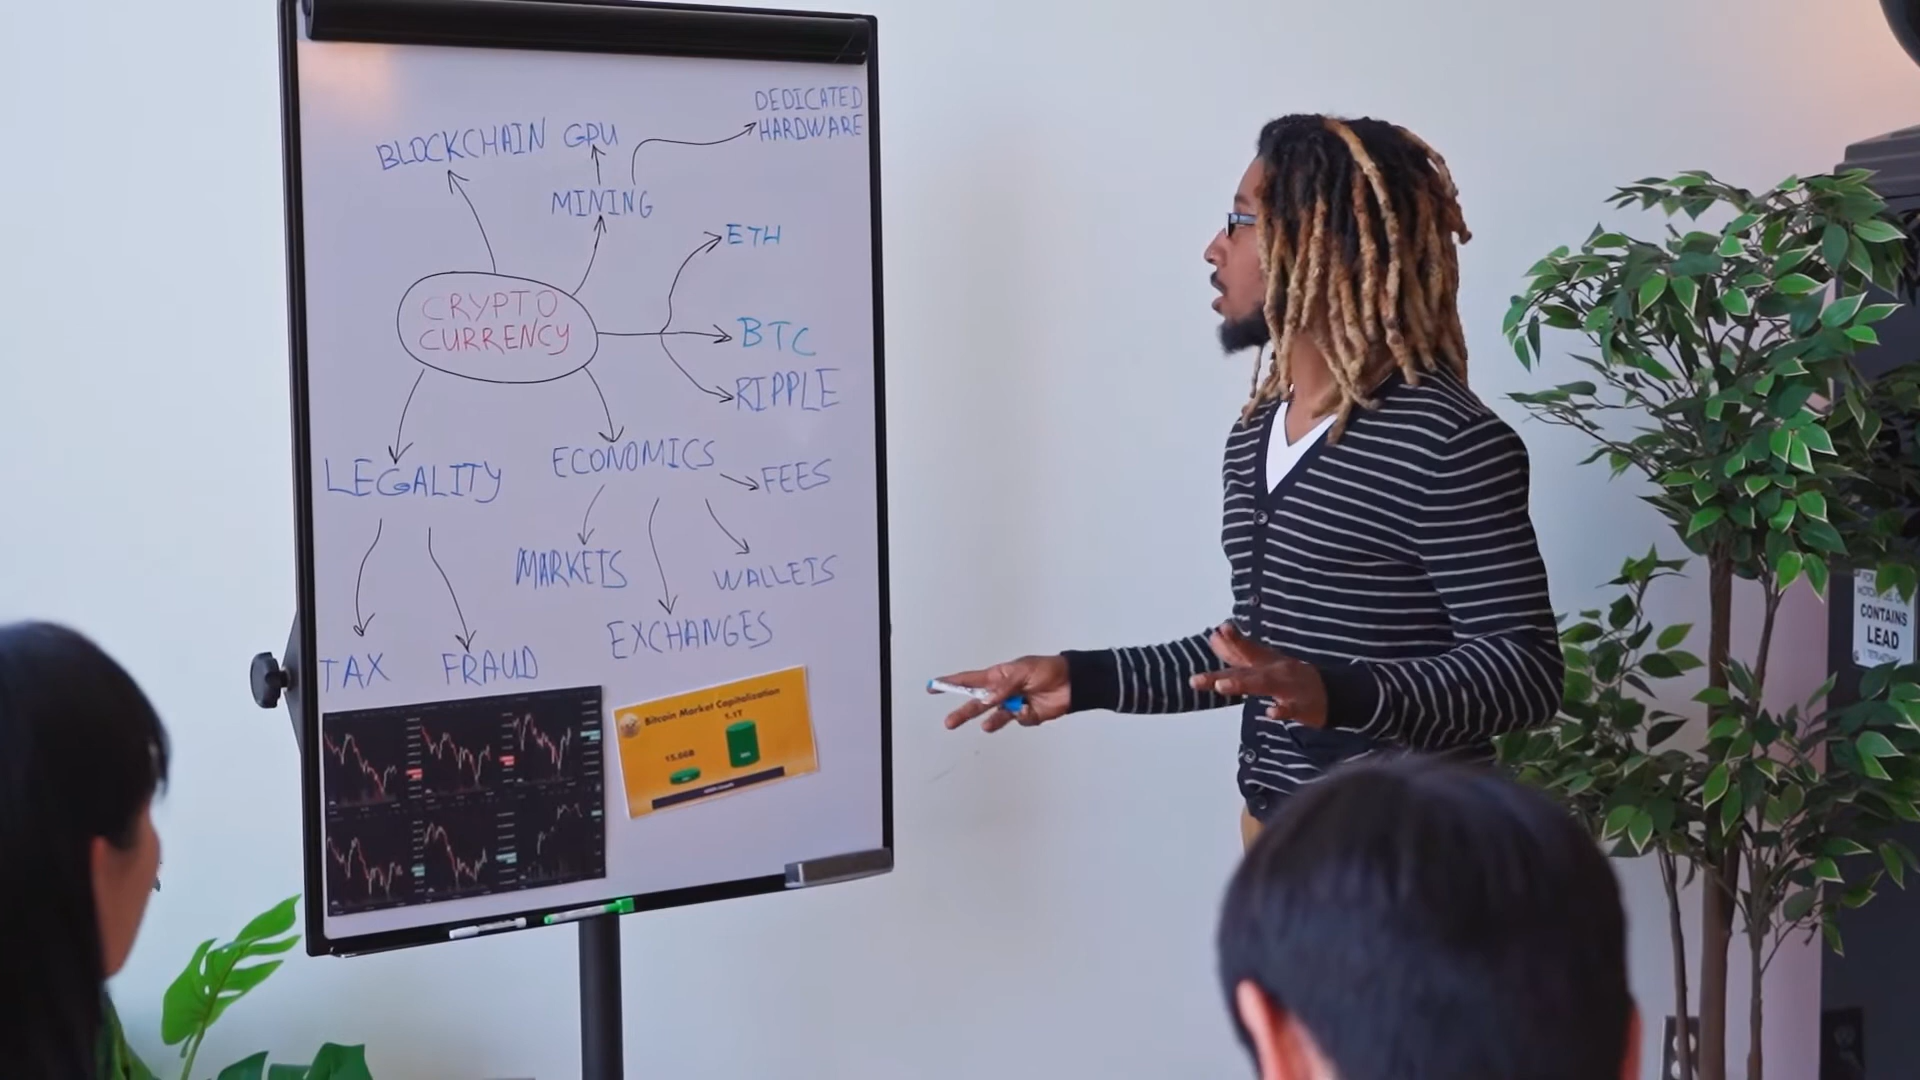 DEDICATED
HARDWARE
BLOCKCHAIN
GPU
MINING
ETH
CRYPTO
CURRENCY
BTC
RIPPLE
LEGALITY
ECONOMICS
FEES
MARKETS
WALLETS
EXCHANGES
TAX
FRAUD
Bitcoin Market Capitalization
1.1T
15.66B
CONTAINS
LEAD